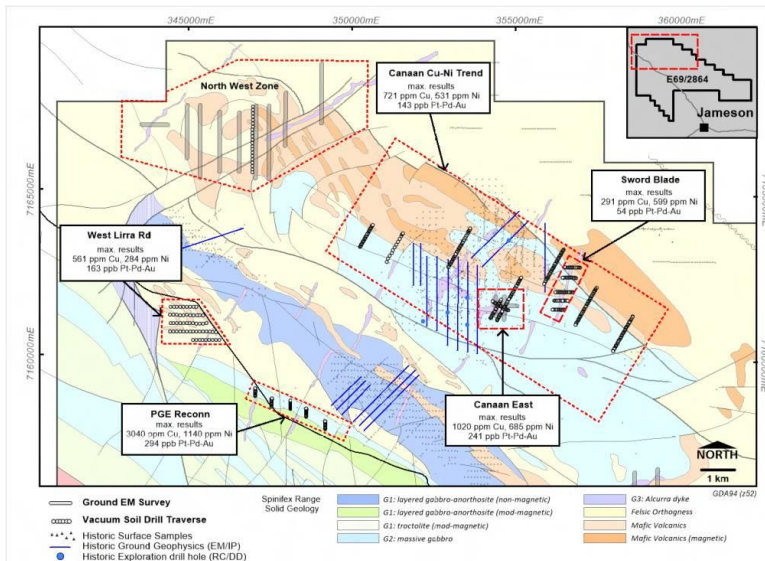 345000mE
350000mE
355000mE
360000mE
North West Zone
Canaan Cu-Ni Trend
max. results
721 ppm Cu, 531 ppm Ni
143 ppb Pt-Pd-Au
E69/2864
Jameson
7165000mE
Sword Blade
max. results
291 ppm Cu, 599 ppm Ni
54 ppb Pt-Pd-Au
West Lirra Rd
max. results
561 ppm Cu, 284 ppm Ni
163 ppb Pt-Pd-Au
7160000mE
7160000mE
PGE Reconn
max. results
3040 ppm Cu, 1140 ppm Ni
294 ppb Pt-Pd-Au
Canaan East
max. results
1020 ppm Cu, 685 ppm Ni
241 ppb Pt-Pd-Au
NORTH
1 km
GDA94 (z52)
Ground EM Survey
Vacuum Soil Drill Traverse
Historic Surface Samples
Historic Ground Geophysics (EM/IP)
Historic Exploration drill hole (RC/DD)
Spinifex Range
Solid Geology
G1: layered gabbro-anorthosite (non-magnetic)
G1: layered gabbro-anorthosite (mod-magnetic)
G1: troctolite (mod-magnetic)
G2: massive gabbro
G3: Alcurra dyke
Felsic Orthogness
Mafic Volcanics
Mafic Volcanics (magnetic)